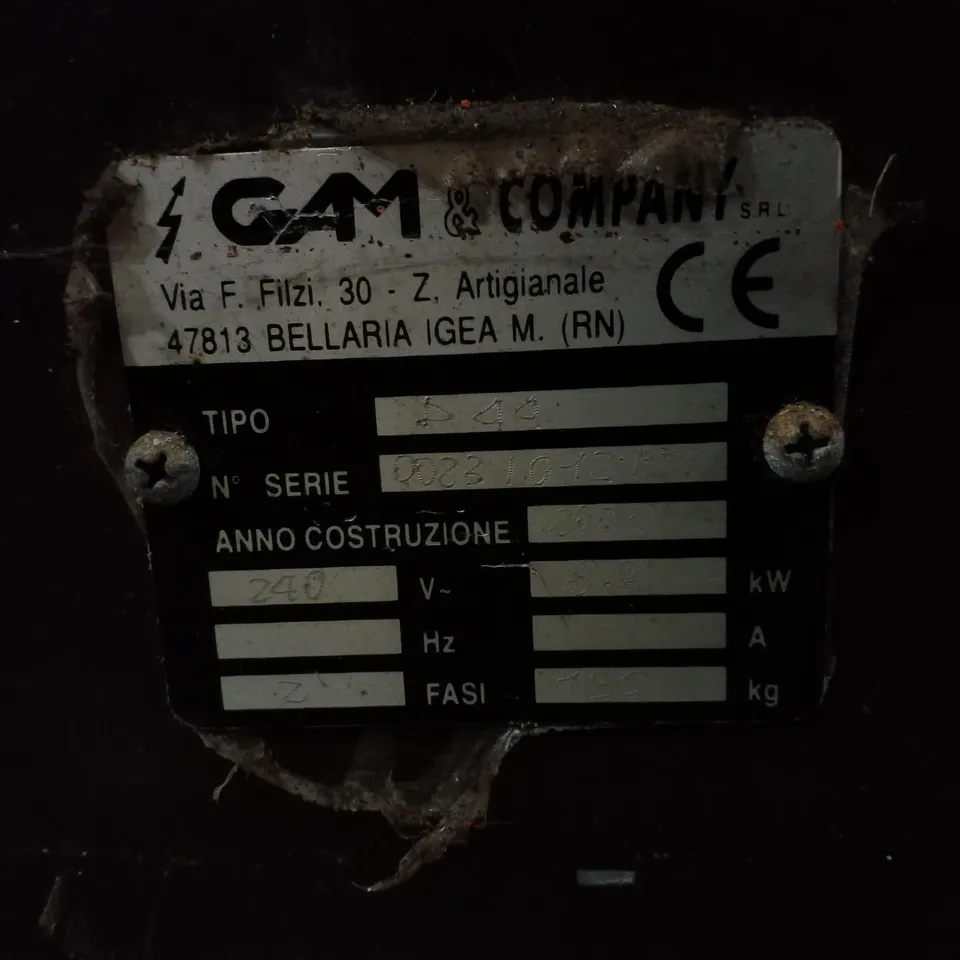 GAM & COMPANY SRL
Via F. Filzi, 30 - Z. Artigianale
47813 BELLARIA IGEA M. (RN)
CE
TIPO
N° SERIE
ANNO COSTRUZIONE
240 V~ kW
Hz A
2 FASI kg